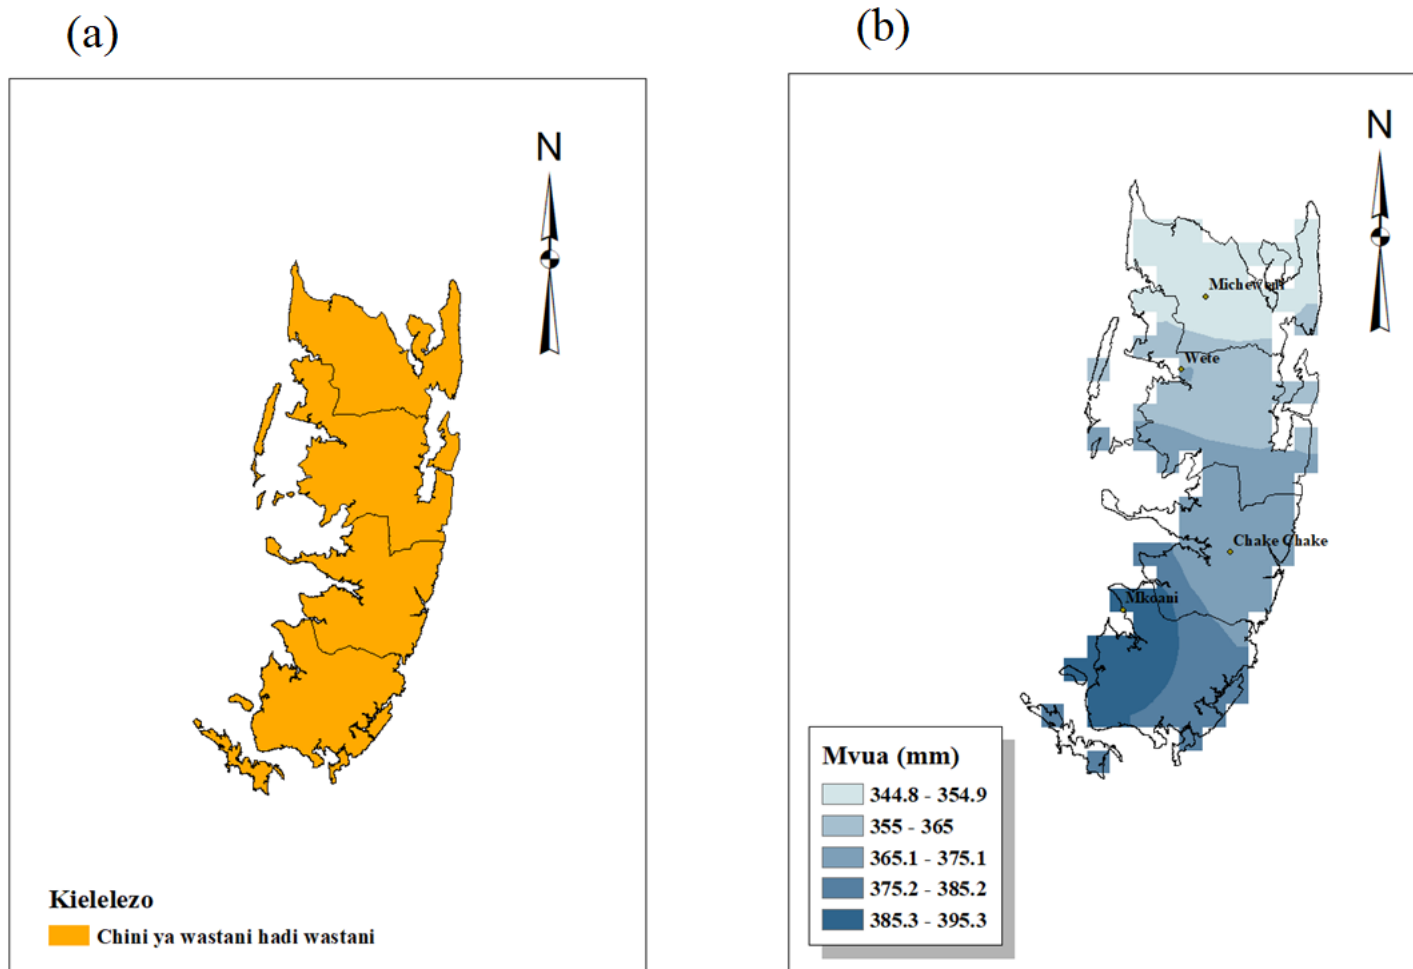 (a)
(b)
N
N
Micheweni
Wete
Chake Chake
Mkoani
Kielelezo
Chini ya wastani hadi wastani
Mvua (mm)
344.8 - 354.9
355 - 365
365.1 - 375.1
375.2 - 385.2
385.3 - 395.3